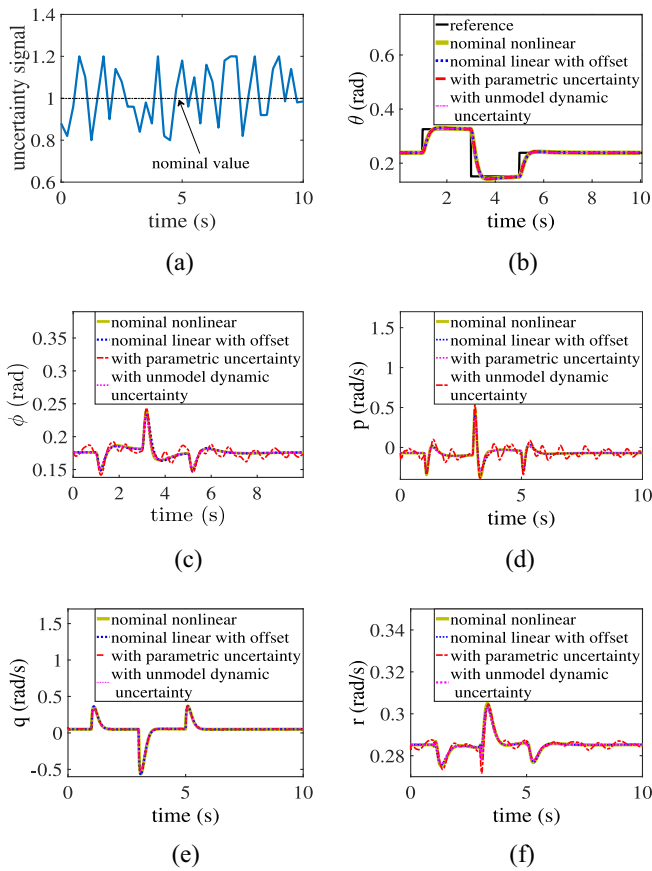 uncertainty signal
1.4
1.2
1
0.8
0.6
nominal value
0
5
10
time (s)
(a)
θ (rad)
0.6
0.4
0.2
reference
nominal nonlinear
nominal linear with offset
with parametric uncertainty
with unmodel dynamic
uncertainty
3
6
10
time (s)
(b)
ϕ (rad)
0.35
0.3
0.25
0.2
0.15
nominal nonlinear
nominal linear with offset
with parametric uncertainty
with unmodel dynamic
uncertainty
0
2
4
6
8
time (s)
(c)
p (rad/s)
1.5
1
0.5
0
nominal nonlinear
nominal linear with offset
with parametric uncertainty
with unmodel dynamic
uncertainty
0
5
10
time (s)
(d)
q (rad/s)
1.5
1
0.5
0
-0.5
nominal nonlinear
nominal linear with offset
with parametric uncertainty
with unmodel dynamic
uncertainty
0
5
10
time (s)
(e)
r (rad/s)
0.34
0.3
0.28
nominal nonlinear
nominal linear with offset
with parametric uncertainty
with unmodel dynamic
uncertainty
0
5
10
time (s)
(f)